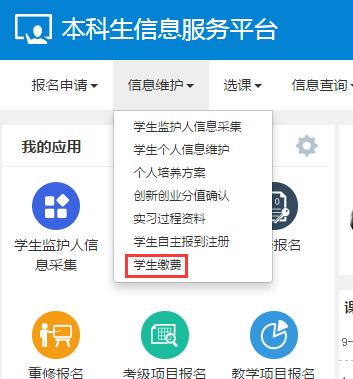 本科生信息服务平台
报名申请 信息维护 选课 信息查询
学生监护人信息采集
学生个人信息维护
个人培养方案
创新创业分值确认
实习过程资料
学生自主报到注册
学生缴费
我的应用
学生监护人信
息采集
报名
重修报名
考级项目报名
教学项目报名
9一